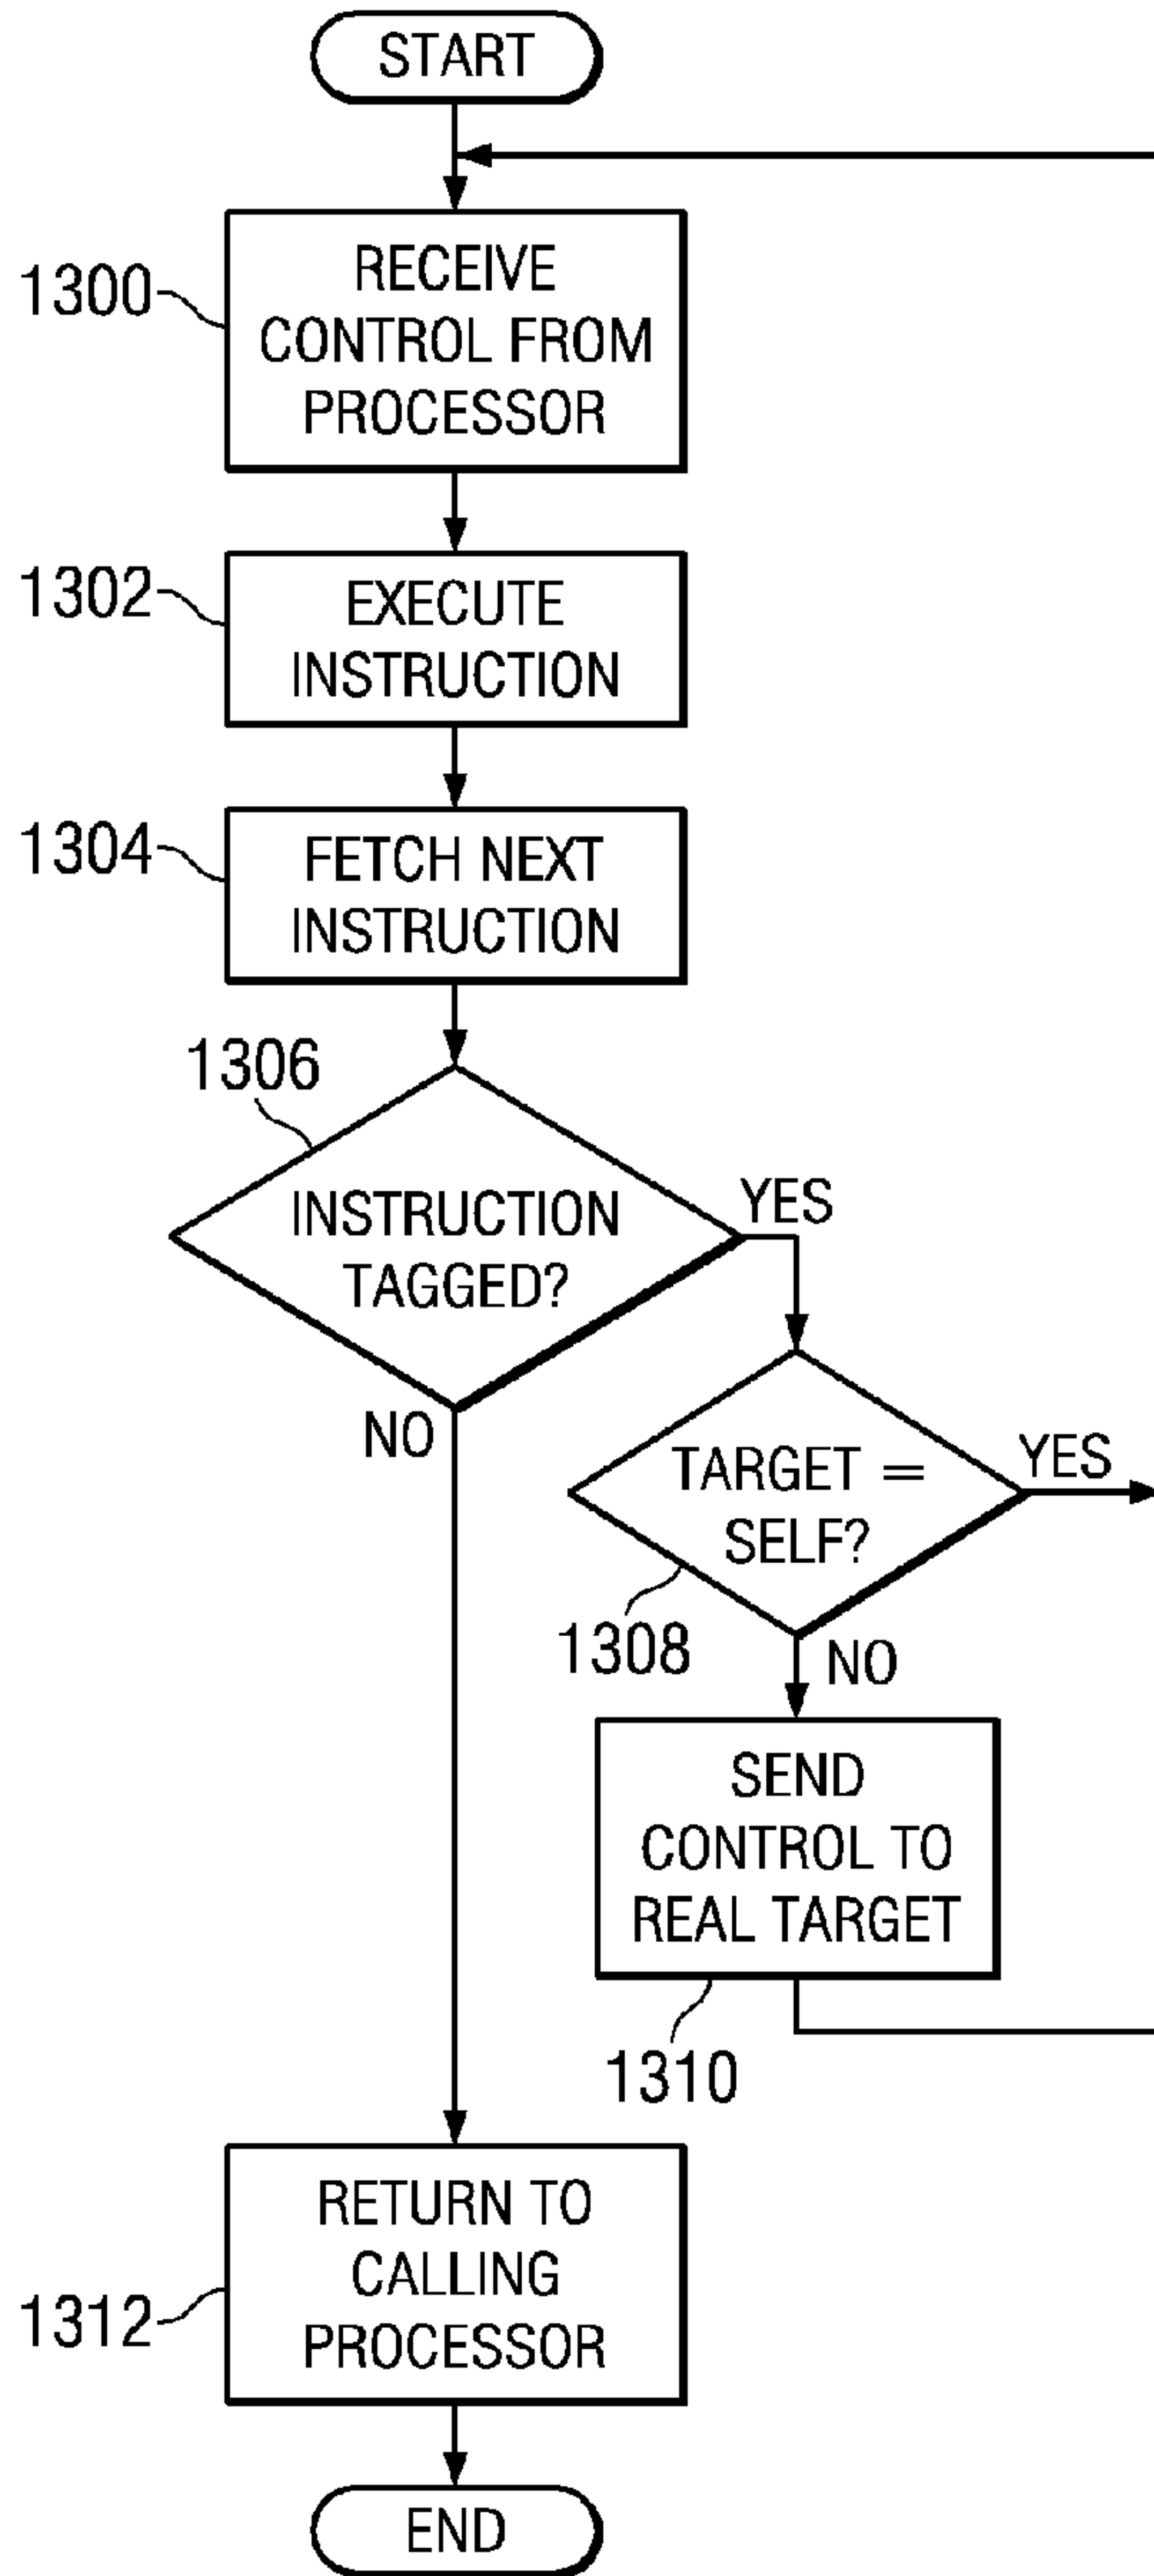 START
1300
RECEIVE
CONTROL FROM
PROCESSOR
1302
EXECUTE
INSTRUCTION
1304
FETCH NEXT
INSTRUCTION
1306
INSTRUCTION
TAGGED?
YES
NO
TARGET =
SELF?
YES
1308
NO
SEND
CONTROL TO
REAL TARGET
1310
RETURN TO
CALLING
PROCESSOR
1312
END